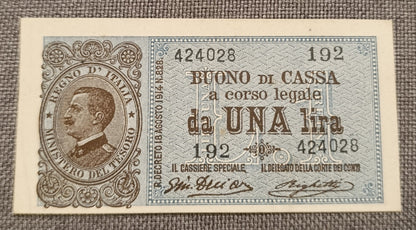 REGNO D'ITALIA
MINISTERO DEL TESORO
R. DECRETO 18 AGOSTO 1914 N. 828.
424028 192
BUONO DI CASSA
a corso legale
da UNA lira
192 424028
IL CASSIERE SPECIALE, IL DELEGATO DELLA CORTE DEI CONTI
Righetti